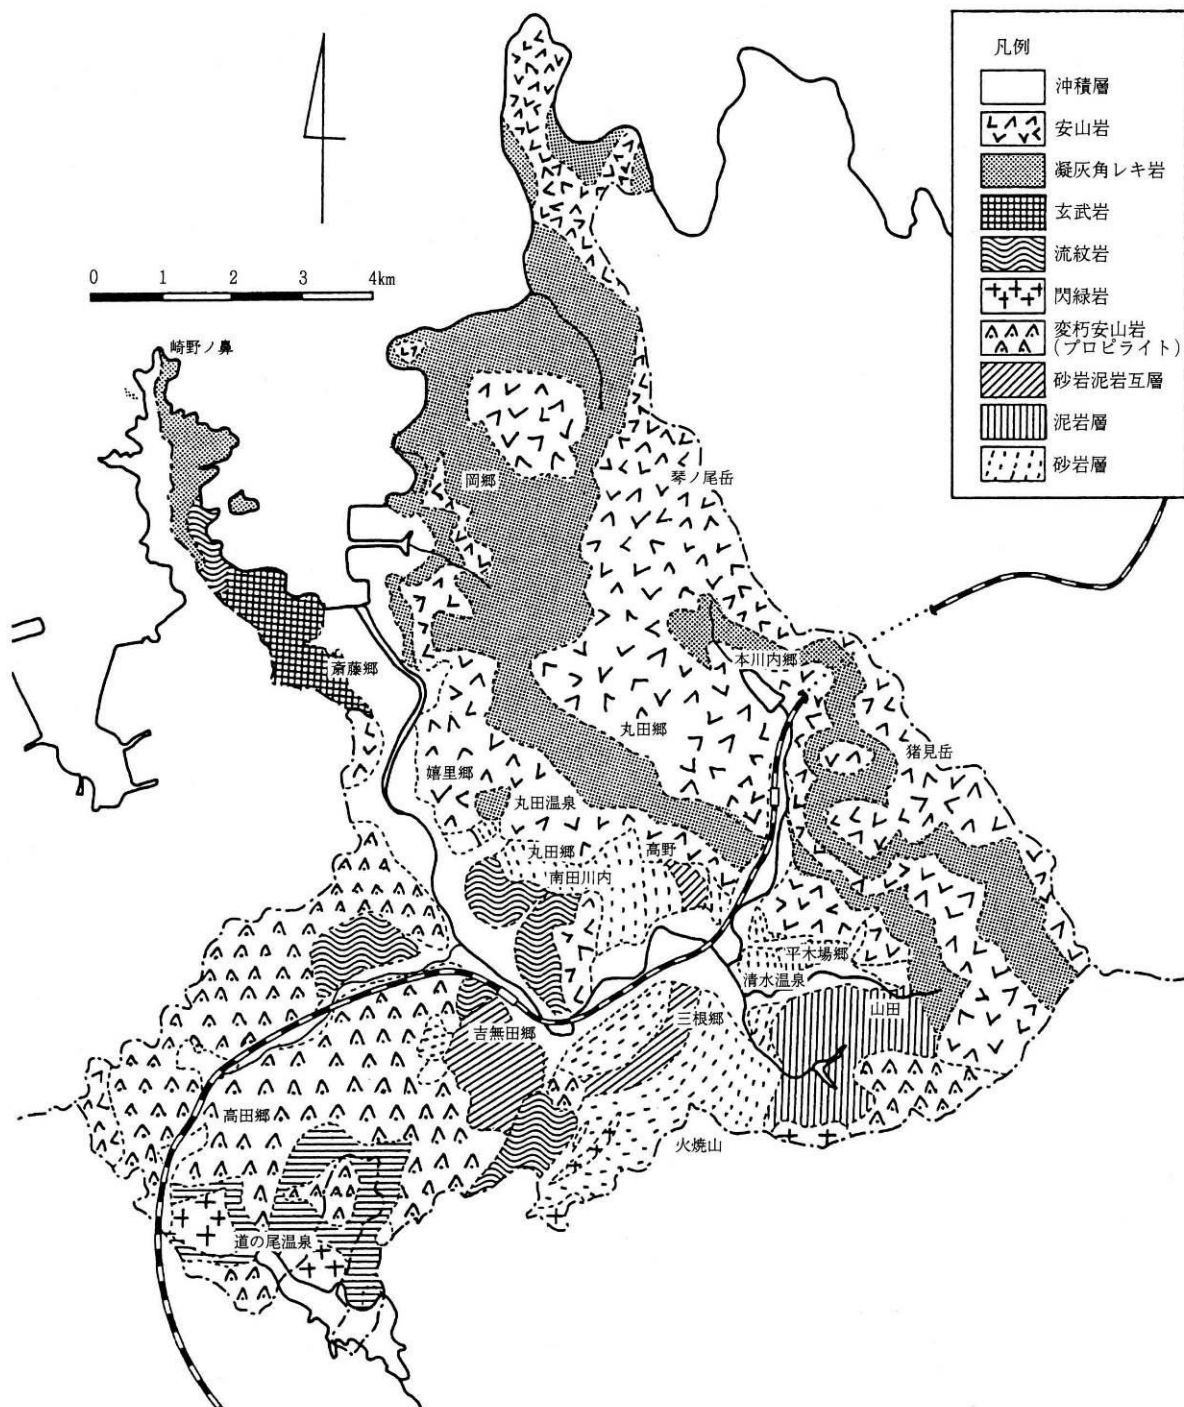 凡例
沖積層
安山岩
凝灰角レキ岩
玄武岩
流紋岩
閃緑岩
変朽安山岩
(プロピライト)
砂岩泥岩互層
泥岩層
砂岩層
0 1 2 3 4km
崎野ノ鼻
岡郷
琴ノ尾岳
斎藤郷
本川内郷
丸田郷
猪見岳
嬉里郷
丸田温泉
丸田郷
高野
南田川内
平木場郷
清水温泉
山田
三根郷
吉無田郷
高田郷
火焼山
道の尾温泉